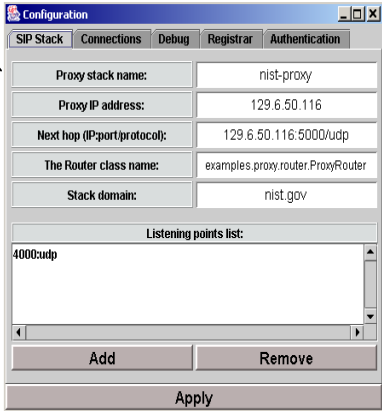 Configuration
SIP Stack Connections Debug Registrar Authentication
Proxy stack name: nist-proxy
Proxy IP address: 129.6.50.116
Next hop (IP:port/protocol): 129.6.50.116:5000/udp
The Router class name: examples.proxy.router.ProxyRouter
Stack domain: nist.gov
Listening points list:
4000:udp
Add Remove
Apply